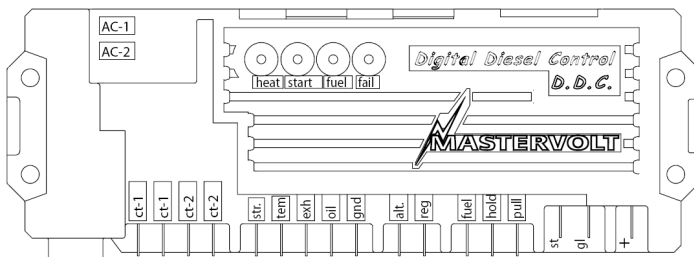 AC-1
AC-2
heat start fuel fail
Digital Diesel Control
D.D.C.
MASTERVOLT
ct-1 ct-1 ct-2 ct-2 str. tem exh oil gnd alt. reg fuel hold pull st gl +